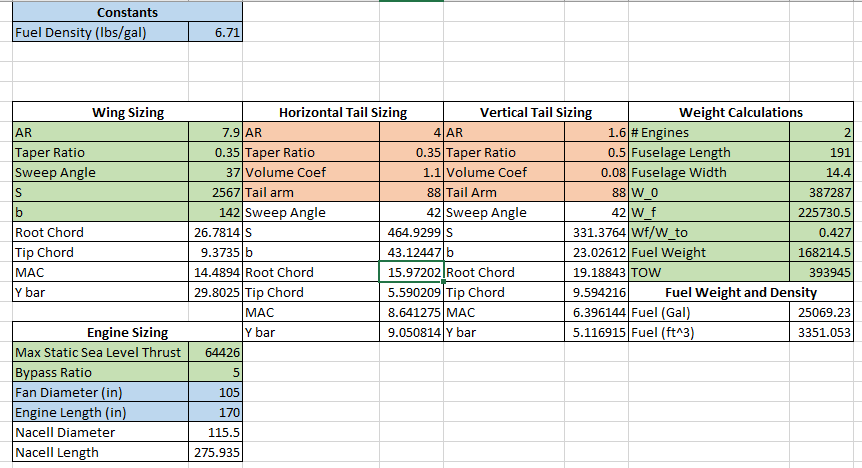 Constants
Fuel Density (lbs/gal) 6.71
Wing Sizing Horizontal Tail Sizing Vertical Tail Sizing Weight Calculations
AR 7.9 AR 4 AR 1.6 # Engines 2
Taper Ratio 0.35 Taper Ratio 0.35 Taper Ratio 0.5 Fuselage Length 191
Sweep Angle 37 Volume Coef 1.1 Volume Coef 0.08 Fuselage Width 14.4
S 2567 Tail arm 88 Tail Arm 88 W_0 387287
b 142 Sweep Angle 42 Sweep Angle 42 W_f 225730.5
Root Chord 26.7814 S 464.9299 S 331.3764 Wf/W_to 0.427
Tip Chord 9.3735 b 43.12447 b 23.02612 Fuel Weight 168214.5
MAC 14.4894 Root Chord 15.97202 Root Chord 19.18843 TOW 393945
Y bar 29.8025 Tip Chord 5.590209 Tip Chord 9.594216 Fuel Weight and Density
MAC 8.641275 MAC 6.396144 Fuel (Gal) 25069.23
Engine Sizing Y bar 9.050814 Y bar 5.116915 Fuel (ft^3) 3351.053
Max Static Sea Level Thrust 64426
Bypass Ratio 5
Fan Diameter (in) 105
Engine Length (in) 170
Nacell Diameter 115.5
Nacell Length 275.935